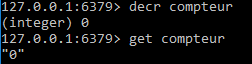 127.0.0.1:6379> decr compteur
(integer) 0
127.0.0.1:6379> get compteur
"0"